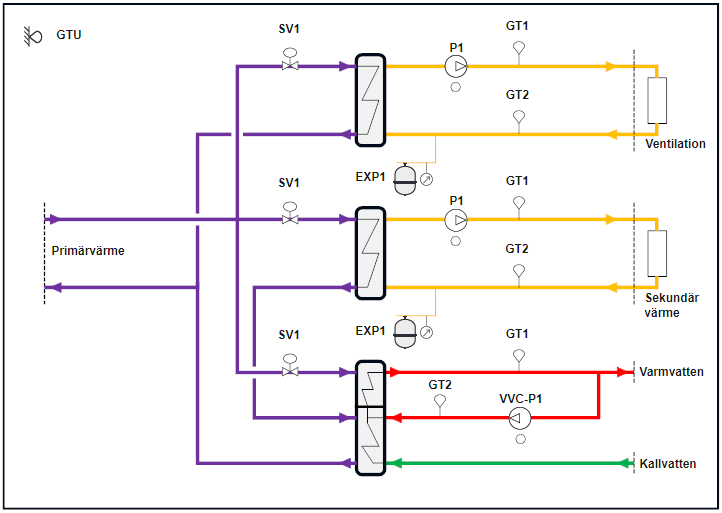 GTU
SV1
P1
GT1
GT2
Ventilation
EXP1
SV1
P1
GT1
Primärvärme
GT2
Sekundär
värme
EXP1
SV1
GT1
Varmvatten
GT2
VVC-P1
Kallvatten